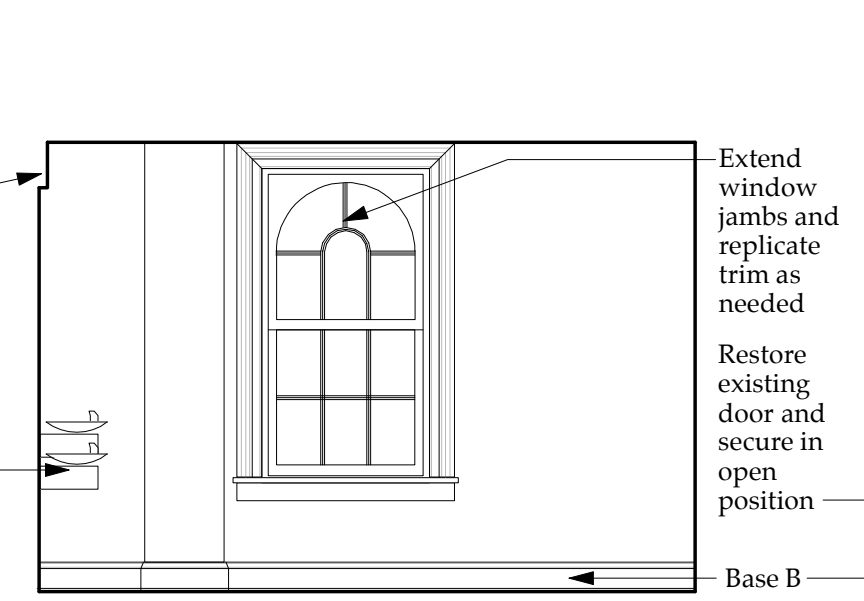 Extend
window
jambs and
replicate
trim as
needed
Restore
existing
door and
secure in
open
position
Base B